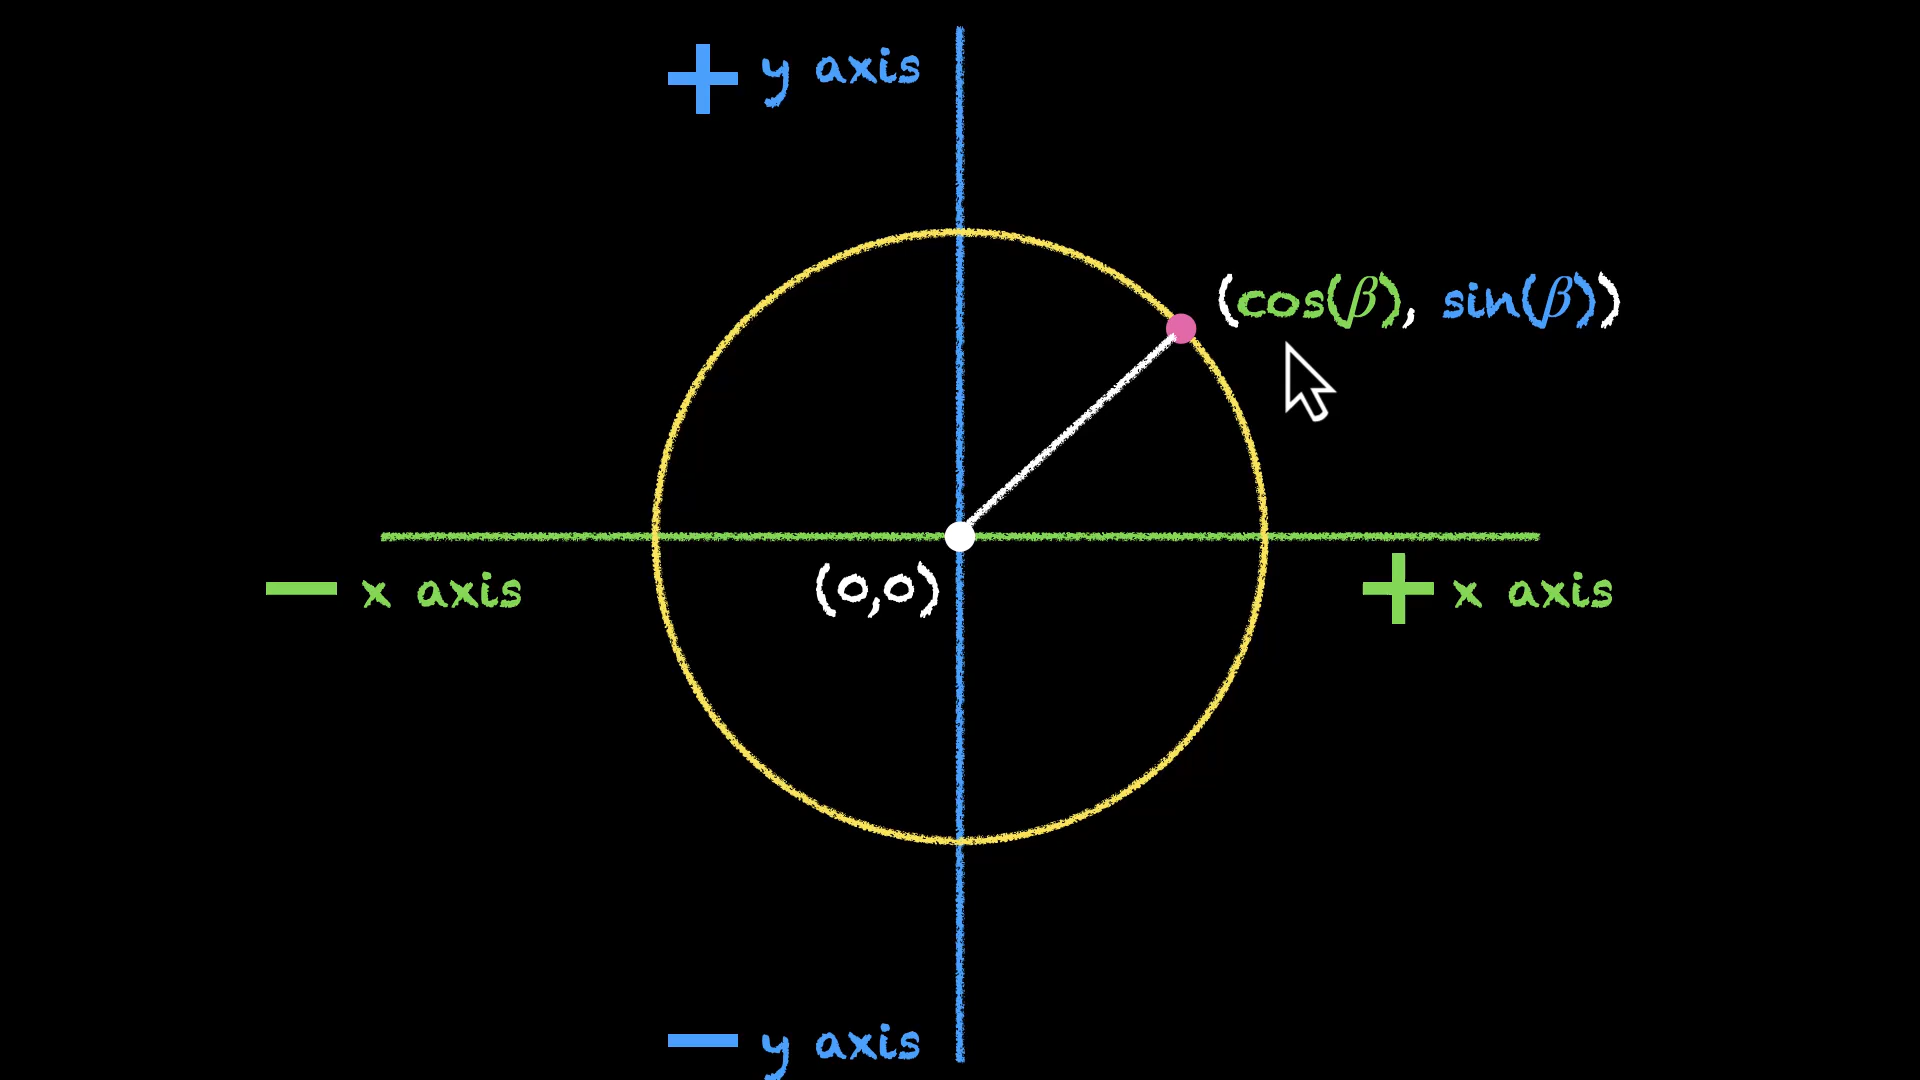 + y axis
(cos(β), sin(β))
(0,0)
− x axis
+ x axis
− y axis